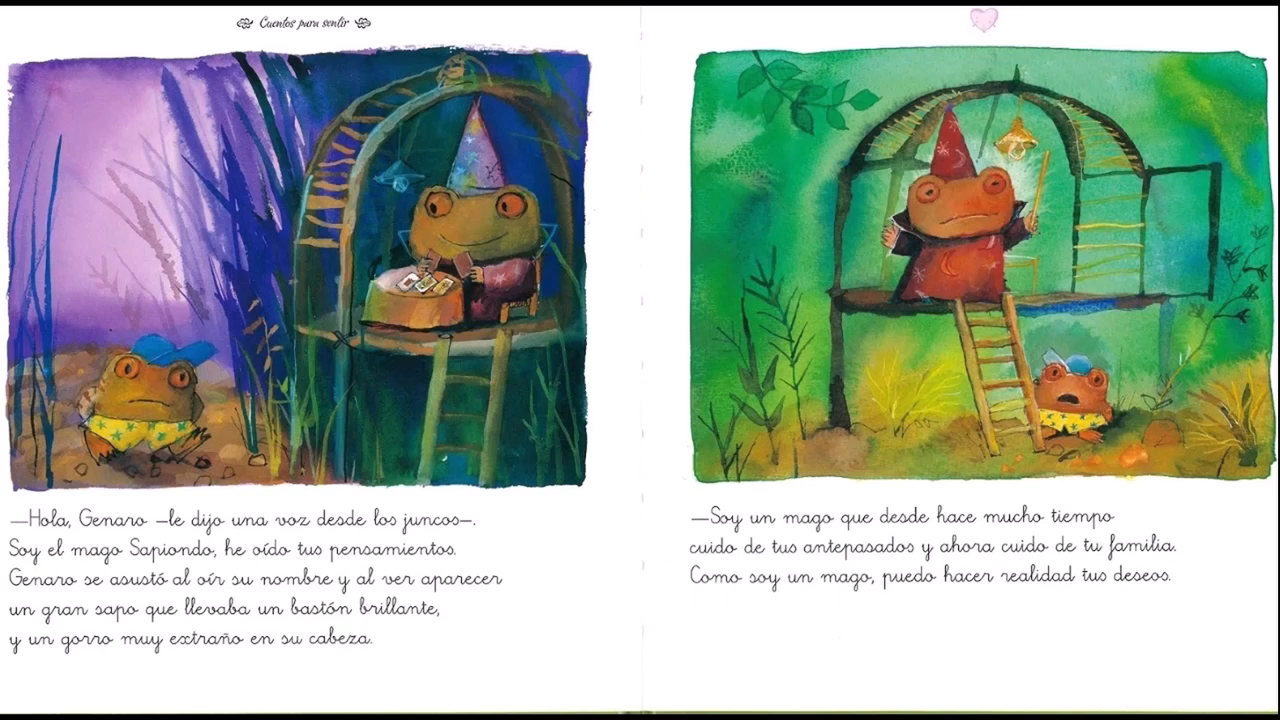 Cuentos para sentir
—Hola, Genaro —le dijo una voz desde los juncos—.
Soy el mago Sapiondo, he oído tus pensamientos.
Genaro se asustó al oír su nombre y al ver aparecer
un gran sapo que llevaba un bastón brillante,
y un gorro muy extraño en su cabeza.
—Soy un mago que desde hace mucho tiempo
cuido de tus antepasados y ahora cuido de tu familia.
Como soy un mago, puedo hacer realidad tus deseos.